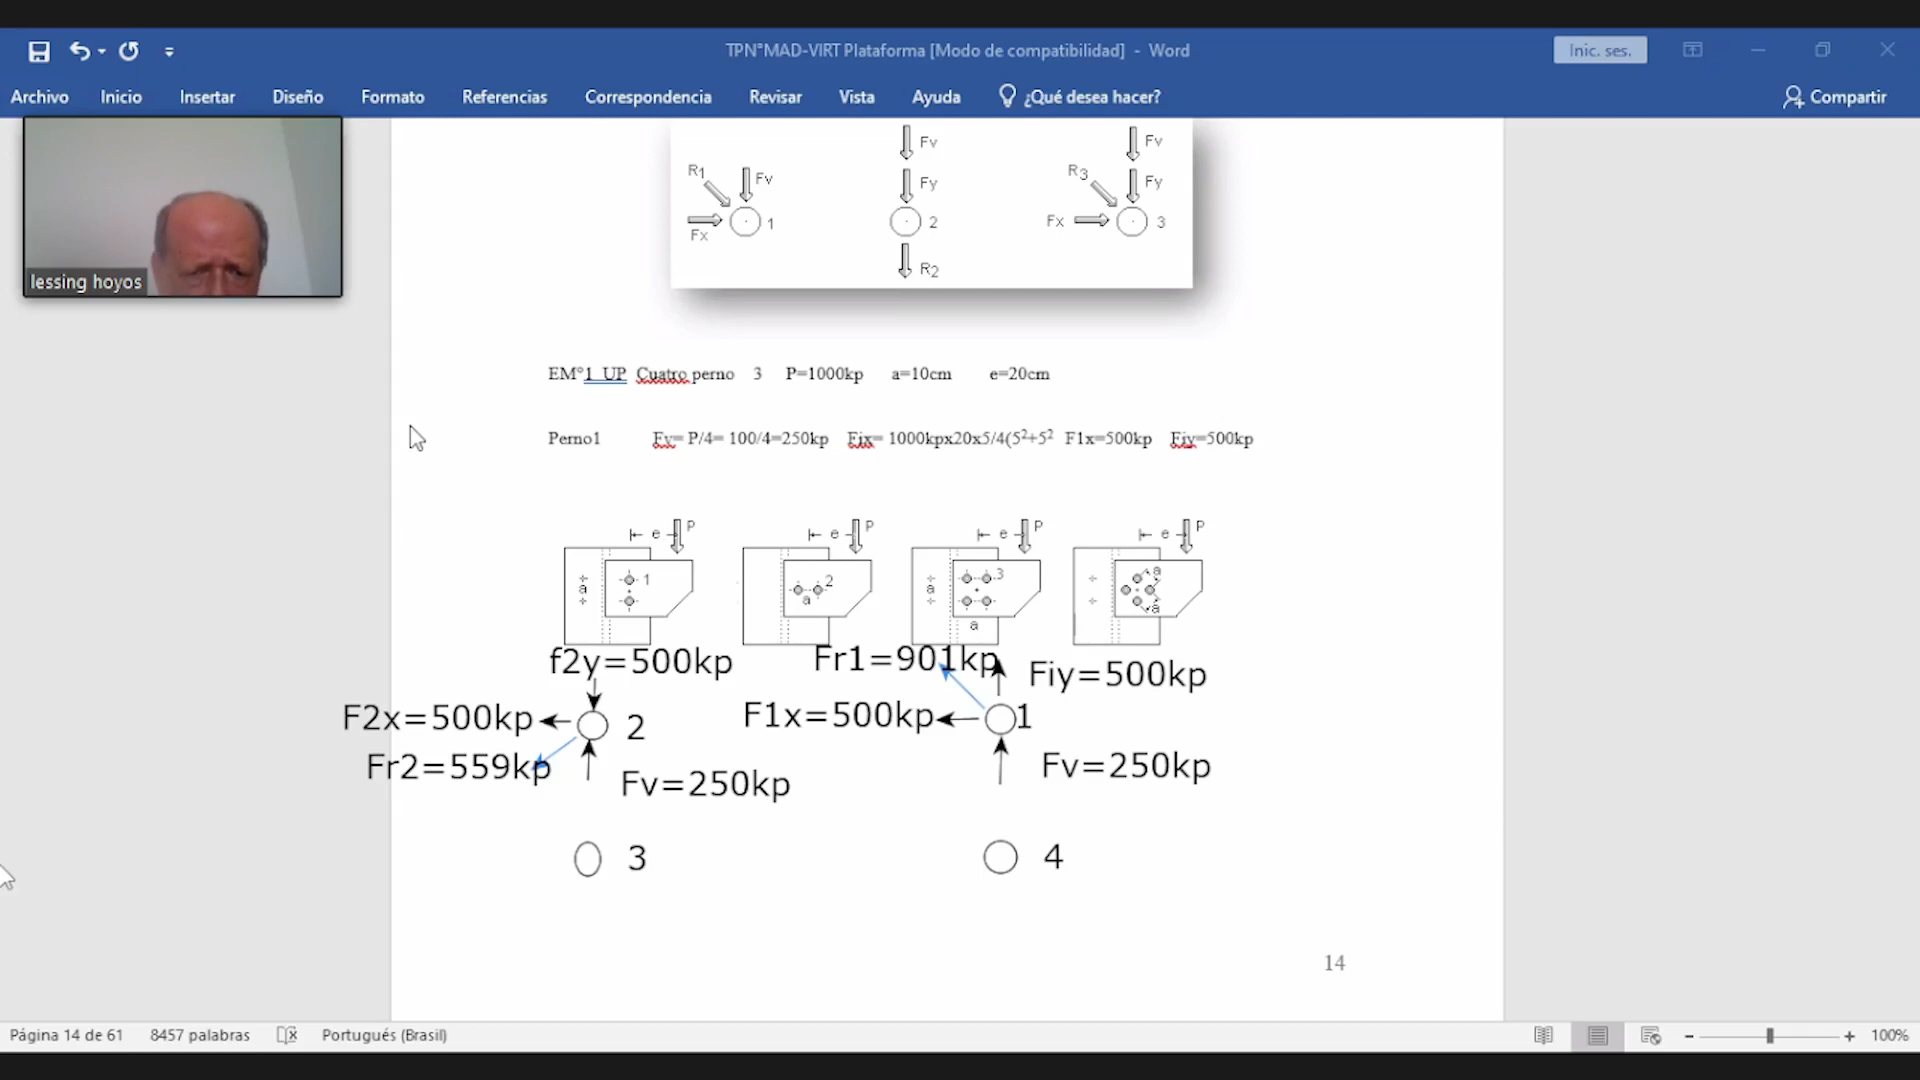 TPN°MAD-VIRT Plataforma [Modo de compatibilidad] - Word
Inic. ses.
Archivo Inicio Insertar Diseño Formato Referencias Correspondencia Revisar Vista Ayuda ¿Qué desea hacer? Compartir
lessing hoyos
R1 Fv Fx 1
Fv Fy 2 R2
Fv R3 Fy Fx 3
EM°1 UP Cuatro perno 3 P=1000kp a=10cm e=20cm
Perno1 Fv= P/4= 100/4=250kp Fix= 1000kpx20x5/4(5²+5² F1x=500kp Fiy=500kp
e P a 1
e P 2 a
e P a 3 a
e P a a
f2y=500kp
Fr1=901kp
Fiy=500kp
F2x=500kp
2
F1x=500kp
1
Fr2=559kp
Fv=250kp
Fv=250kp
3
4
14
Página 14 de 61 8457 palabras Portugués (Brasil) 100%